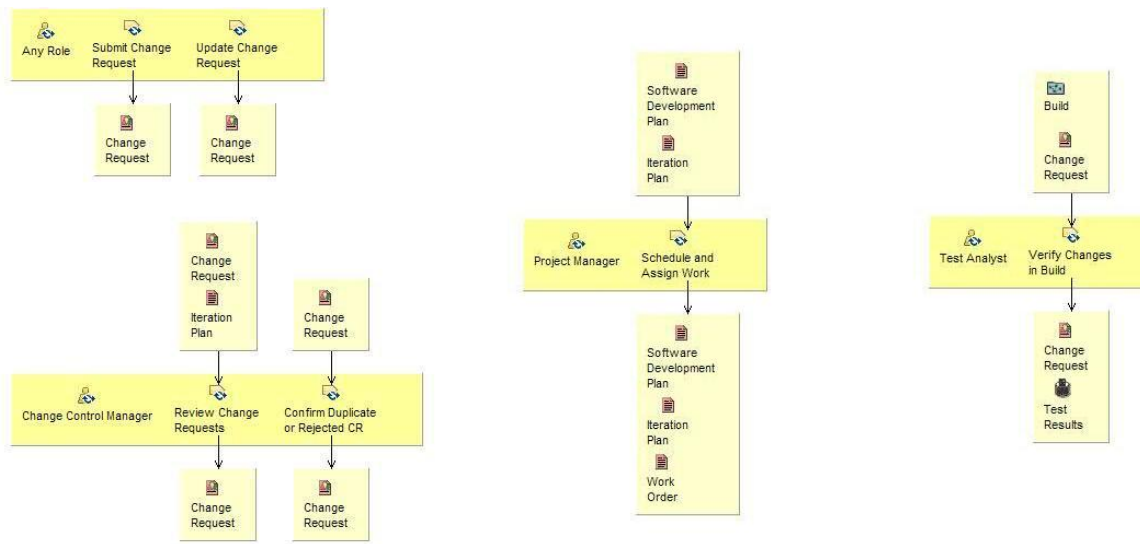 Any Role
Submit Change
Request
Update Change
Request
Change
Request
Change
Request
Change
Request
Iteration
Plan
Change
Request
Change Control Manager
Review Change
Requests
Confirm Duplicate
or Rejected CR
Change
Request
Change
Request
Software
Development
Plan
Iteration
Plan
Project Manager
Schedule and
Assign Work
Software
Development
Plan
Iteration
Plan
Work
Order
Build
Change
Request
Test Analyst
Verify Changes
in Build
Change
Request
Test
Results